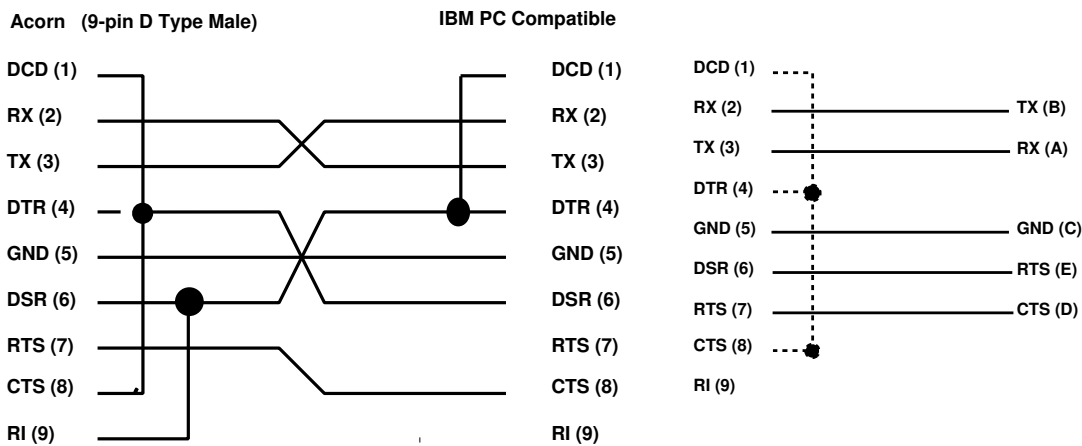 Acorn (9-pin D Type Male)
IBM PC Compatible
DCD (1)
RX (2)
TX (3)
DTR (4)
GND (5)
DSR (6)
RTS (7)
CTS (8)
RI (9)
DCD (1)
RX (2)
TX (3)
DTR (4)
GND (5)
DSR (6)
RTS (7)
CTS (8)
RI (9)
DCD (1)
RX (2)
TX (3)
DTR (4)
GND (5)
DSR (6)
RTS (7)
CTS (8)
RI (9)
TX (B)
RX (A)
GND (C)
RTS (E)
CTS (D)